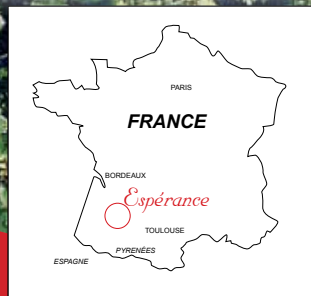 PARIS
FRANCE
BORDEAUX
Espérance
TOULOUSE
PYRENÉES
ESPAGNE